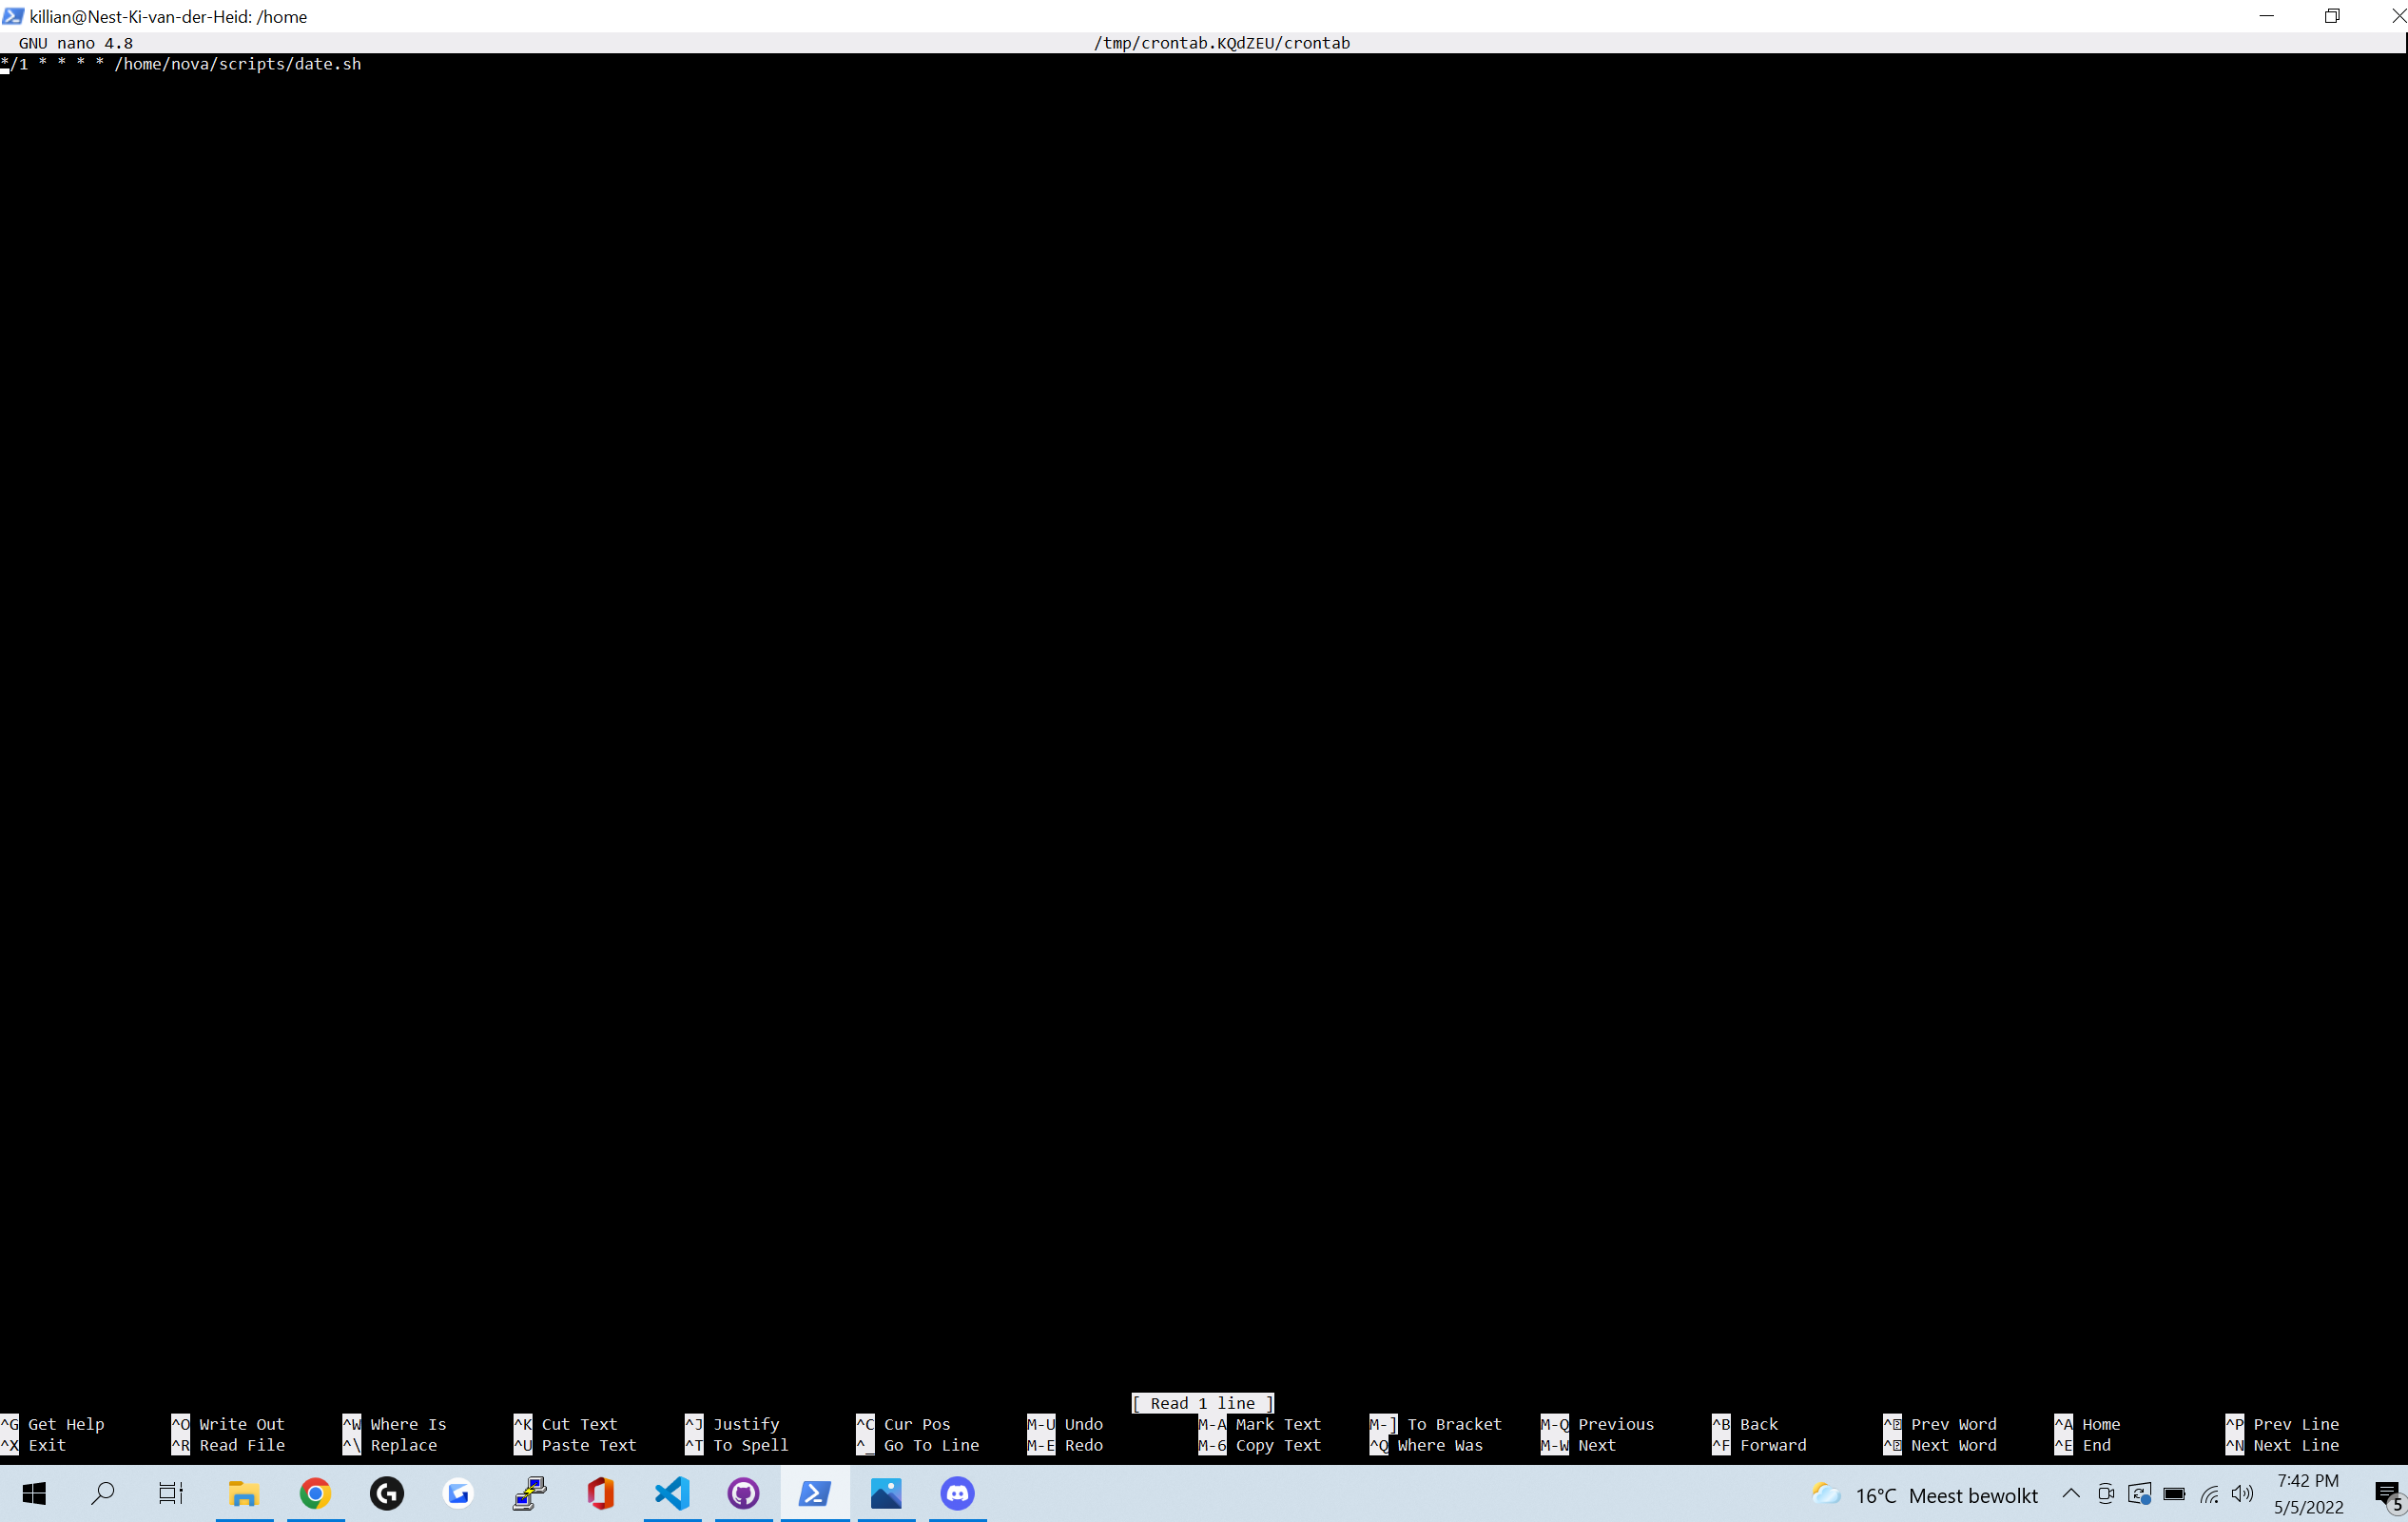 killian@Nest-Ki-van-der-Heid: /home
GNU nano 4.8 /tmp/crontab.KQdZEU/crontab
*/1 * * * * /home/nova/scripts/date.sh
[ Read 1 line ]
^G Get Help ^O Write Out ^W Where Is ^K Cut Text ^J Justify ^C Cur Pos M-U Undo M-A Mark Text M-] To Bracket M-Q Previous ^B Back ^ Prev Word ^A Home ^P Prev Line
^X Exit ^R Read File ^\ Replace ^U Paste Text ^T To Spell ^_ Go To Line M-E Redo M-6 Copy Text ^Q Where Was M-W Next ^F Forward ^ Next Word ^E End ^N Next Line
16°C Meest bewolkt
7:42 PM
5/5/2022
5